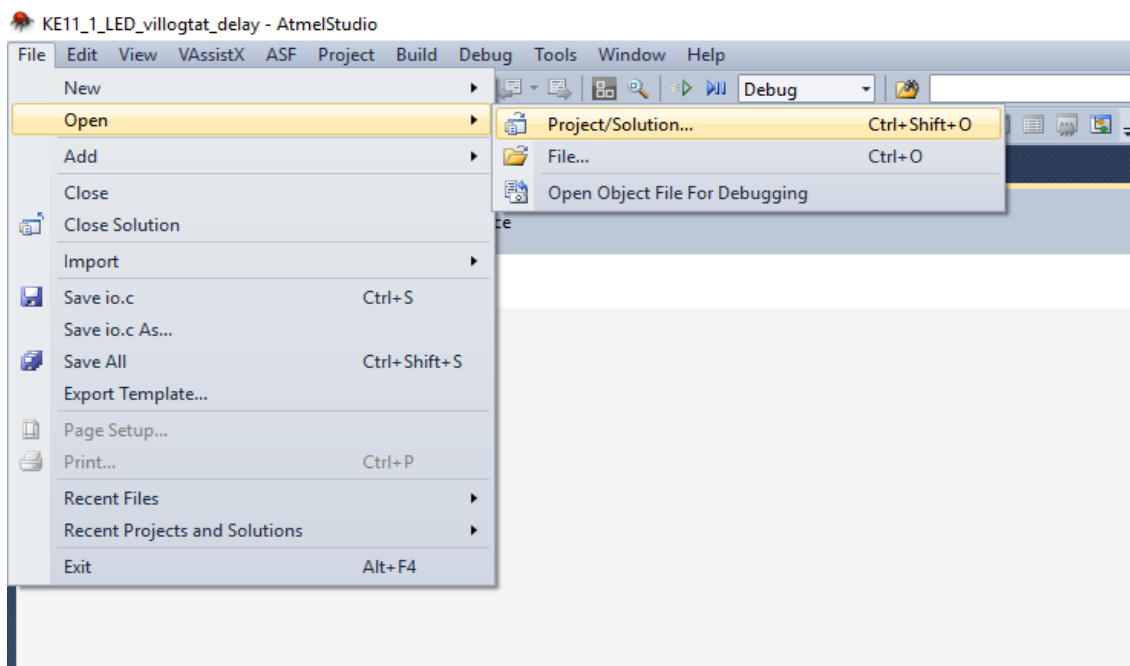 KE11_1_LED_villogtat_delay - AtmelStudio
File Edit View VAssistX ASF Project Build Debug Tools Window Help
Debug
New
Open
Project/Solution... Ctrl+Shift+O
Add
File... Ctrl+O
Close
Open Object File For Debugging
Close Solution
Import
Save io.c Ctrl+S
Save io.c As...
Save All Ctrl+Shift+S
Export Template...
Page Setup...
Print... Ctrl+P
Recent Files
Recent Projects and Solutions
Exit Alt+F4